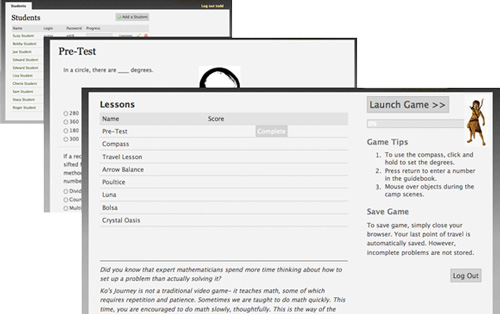 Students
Log out todd
Students
Add a Student
Name Login Password Progress
Suzy Student
Bobby Student
Joe Student
Edward Student
Edward Student
Lisa Student
Cherie Student
Sam Student
Stacy Student
Roger Student
Pre-Test
In a circle, there are ___ degrees.
280
360
180
300
If a rec
sifted f
method
number
Divid
Coun
Multi
Lessons
Name Score
Pre-Test Complete
Compass
Travel Lesson
Arrow Balance
Poultice
Luna
Bolsa
Crystal Oasis
Did you know that expert mathematicians spend more time thinking about how to
set up a problem than actually solving it?
Ko's Journey is not a traditional video game- it teaches math, some of which
requires repetition and patience. Sometimes we are taught to do math quickly. This
time, you are encouraged to do math slowly, thoughtfully. This is the way of the
Launch Game >>
Game Tips
1. To use the compass, click and
hold to set the degrees.
2. Press return to enter a number
in the guidebook.
3. Mouse over objects during the
camp scenes.
Save Game
To save game, simply close your
browser. Your last point of travel is
automatically saved. However,
incomplete problems are not stored.
Log Out